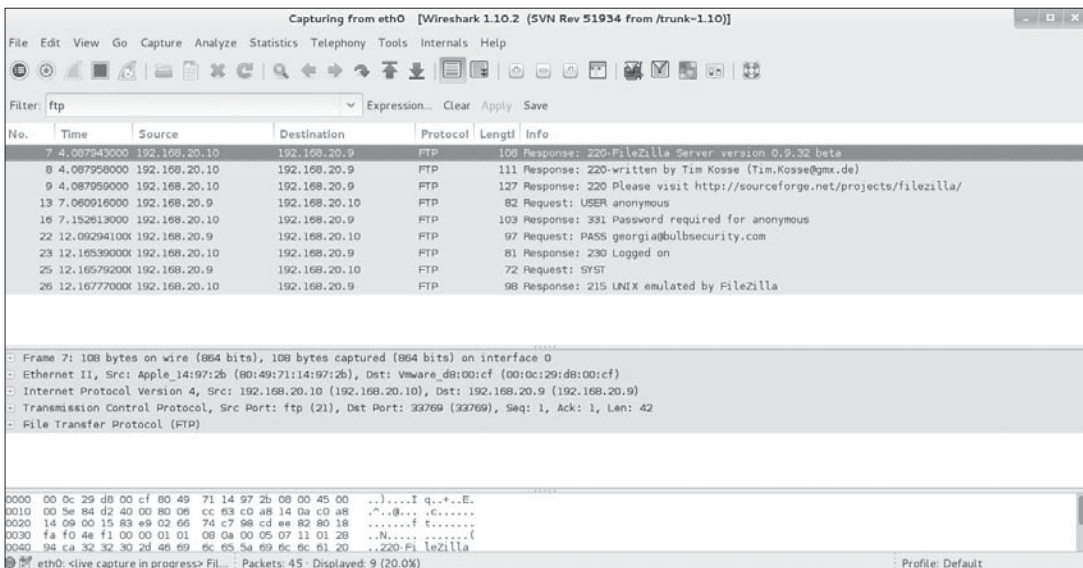 Capturing from eth0 [Wireshark 1.10.2 (SVN Rev 51934 from /trunk-1.10)]
File Edit View Go Capture Analyze Statistics Telephony Tools Internals Help
Filter: ftp Expression... Clear Apply Save
No. Time Source Destination Protocol Lengtl Info
7 4.087943000 192.168.20.10 192.168.20.9 FTP 108 Response: 220-FileZilla Server version 0.9.32 beta
8 4.087958000 192.168.20.10 192.168.20.9 FTP 111 Response: 220-written by Tim Kosse (Tim.Kosse@gmx.de)
9 4.087959000 192.168.20.10 192.168.20.9 FTP 127 Response: 220 Please visit http://sourceforge.net/projects/filezilla/
13 7.060916000 192.168.20.9 192.168.20.10 FTP 82 Request: USER anonymous
16 7.152613000 192.168.20.10 192.168.20.9 FTP 103 Response: 331 Password required for anonymous
22 12.09294100( 192.168.20.9 192.168.20.10 FTP 97 Request: PASS georgia@bulbsecurity.com
23 12.16539000( 192.168.20.10 192.168.20.9 FTP 81 Response: 230 Logged on
25 12.16579200( 192.168.20.9 192.168.20.10 FTP 72 Request: SYST
26 12.16777000( 192.168.20.10 192.168.20.9 FTP 98 Response: 215 UNIX emulated by FileZilla
Frame 7: 108 bytes on wire (864 bits), 108 bytes captured (864 bits) on interface 0
Ethernet II, Src: Apple_14:97:2b (80:49:71:14:97:2b), Dst: Vmware_d8:00:cf (00:0c:29:d8:00:cf)
Internet Protocol Version 4, Src: 192.168.20.10 (192.168.20.10), Dst: 192.168.20.9 (192.168.20.9)
Transmission Control Protocol, Src Port: ftp (21), Dst Port: 33769 (33769), Seq: 1, Ack: 1, Len: 42
File Transfer Protocol (FTP)
0000 00 0c 29 d8 00 cf 80 49 71 14 97 2b 08 00 45 00 ..)....I q..+..E.
0010 00 5e 84 d2 40 00 80 06 cc 63 c0 a8 14 0a c0 a8 .^..@... .c......
0020 14 09 00 15 83 e9 02 66 74 c7 98 cd ee 82 80 18 .......f t.......
0030 fa f0 4e f1 00 00 01 01 08 0a 00 05 07 11 01 28 ..N..... .......(
0040 94 ca 32 32 30 2d 46 69 6c 65 5a 69 6c 6c 61 20 ..220-Fi leZilla
eth0: <live capture in progress> Fil... Packets: 45 · Displayed: 9 (20.0%) Profile: Default